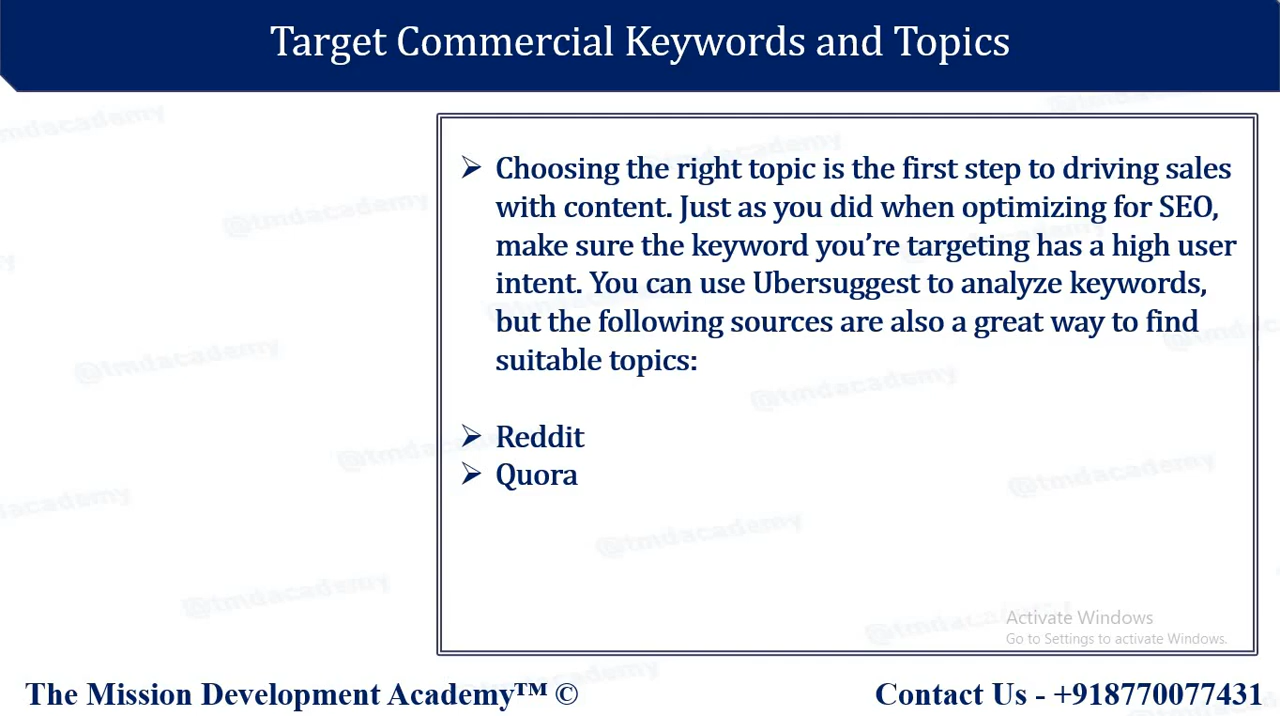 Target Commercial Keywords and Topics
@tmdacademy
➢ Choosing the right topic is the first step to driving sales
with content. Just as you did when optimizing for SEO,
make sure the keyword you're targeting has a high user
intent. You can use Ubersuggest to analyze keywords,
but the following sources are also a great way to find
suitable topics:
➢ Reddit
➢ Quora
Activate Windows
Go to Settings to activate Windows.
The Mission Development Academy™ ©
Contact Us - +918770077431